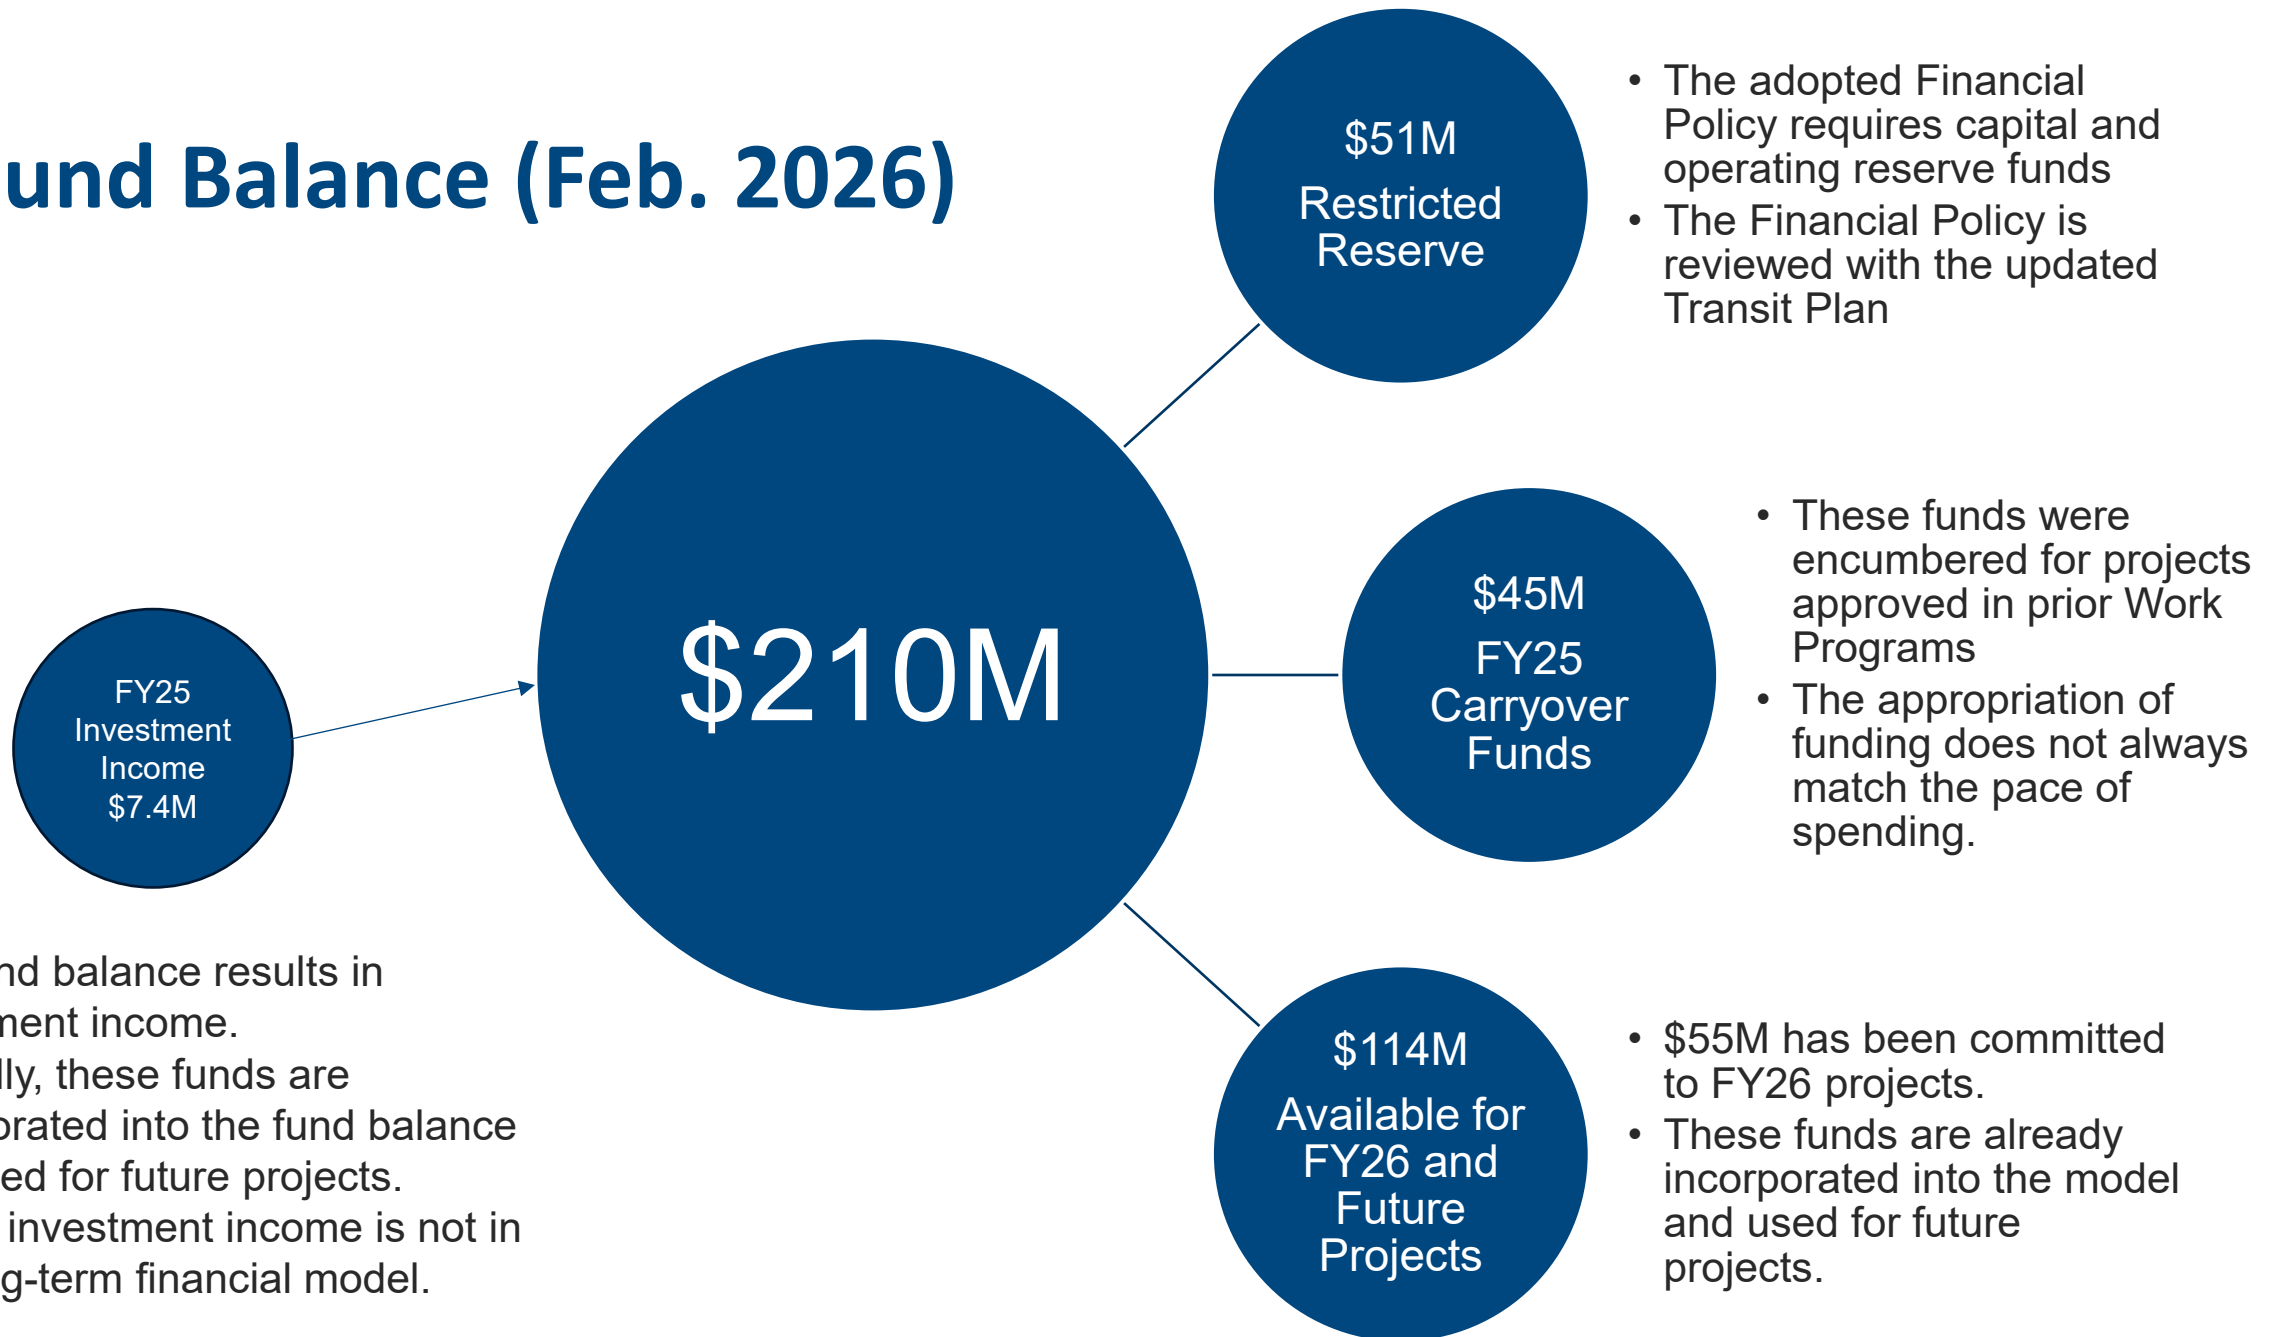 und Balance (Feb. 2026)
$51M
Restricted
Reserve
• The adopted Financial
Policy requires capital and
operating reserve funds
• The Financial Policy is
reviewed with the updated
Transit Plan
$210M
FY25
Investment
Income
$7.4M
$45M
FY25
Carryover
Funds
• These funds were
encumbered for projects
approved in prior Work
Programs
• The appropriation of
funding does not always
match the pace of
spending.
nd balance results in
ment income.
lly, these funds are
orated into the fund balance
ed for future projects.
investment income is not in
g-term financial model.
$114M
Available for
FY26 and
Future
Projects
• $55M has been committed
to FY26 projects.
• These funds are already
incorporated into the model
and used for future
projects.